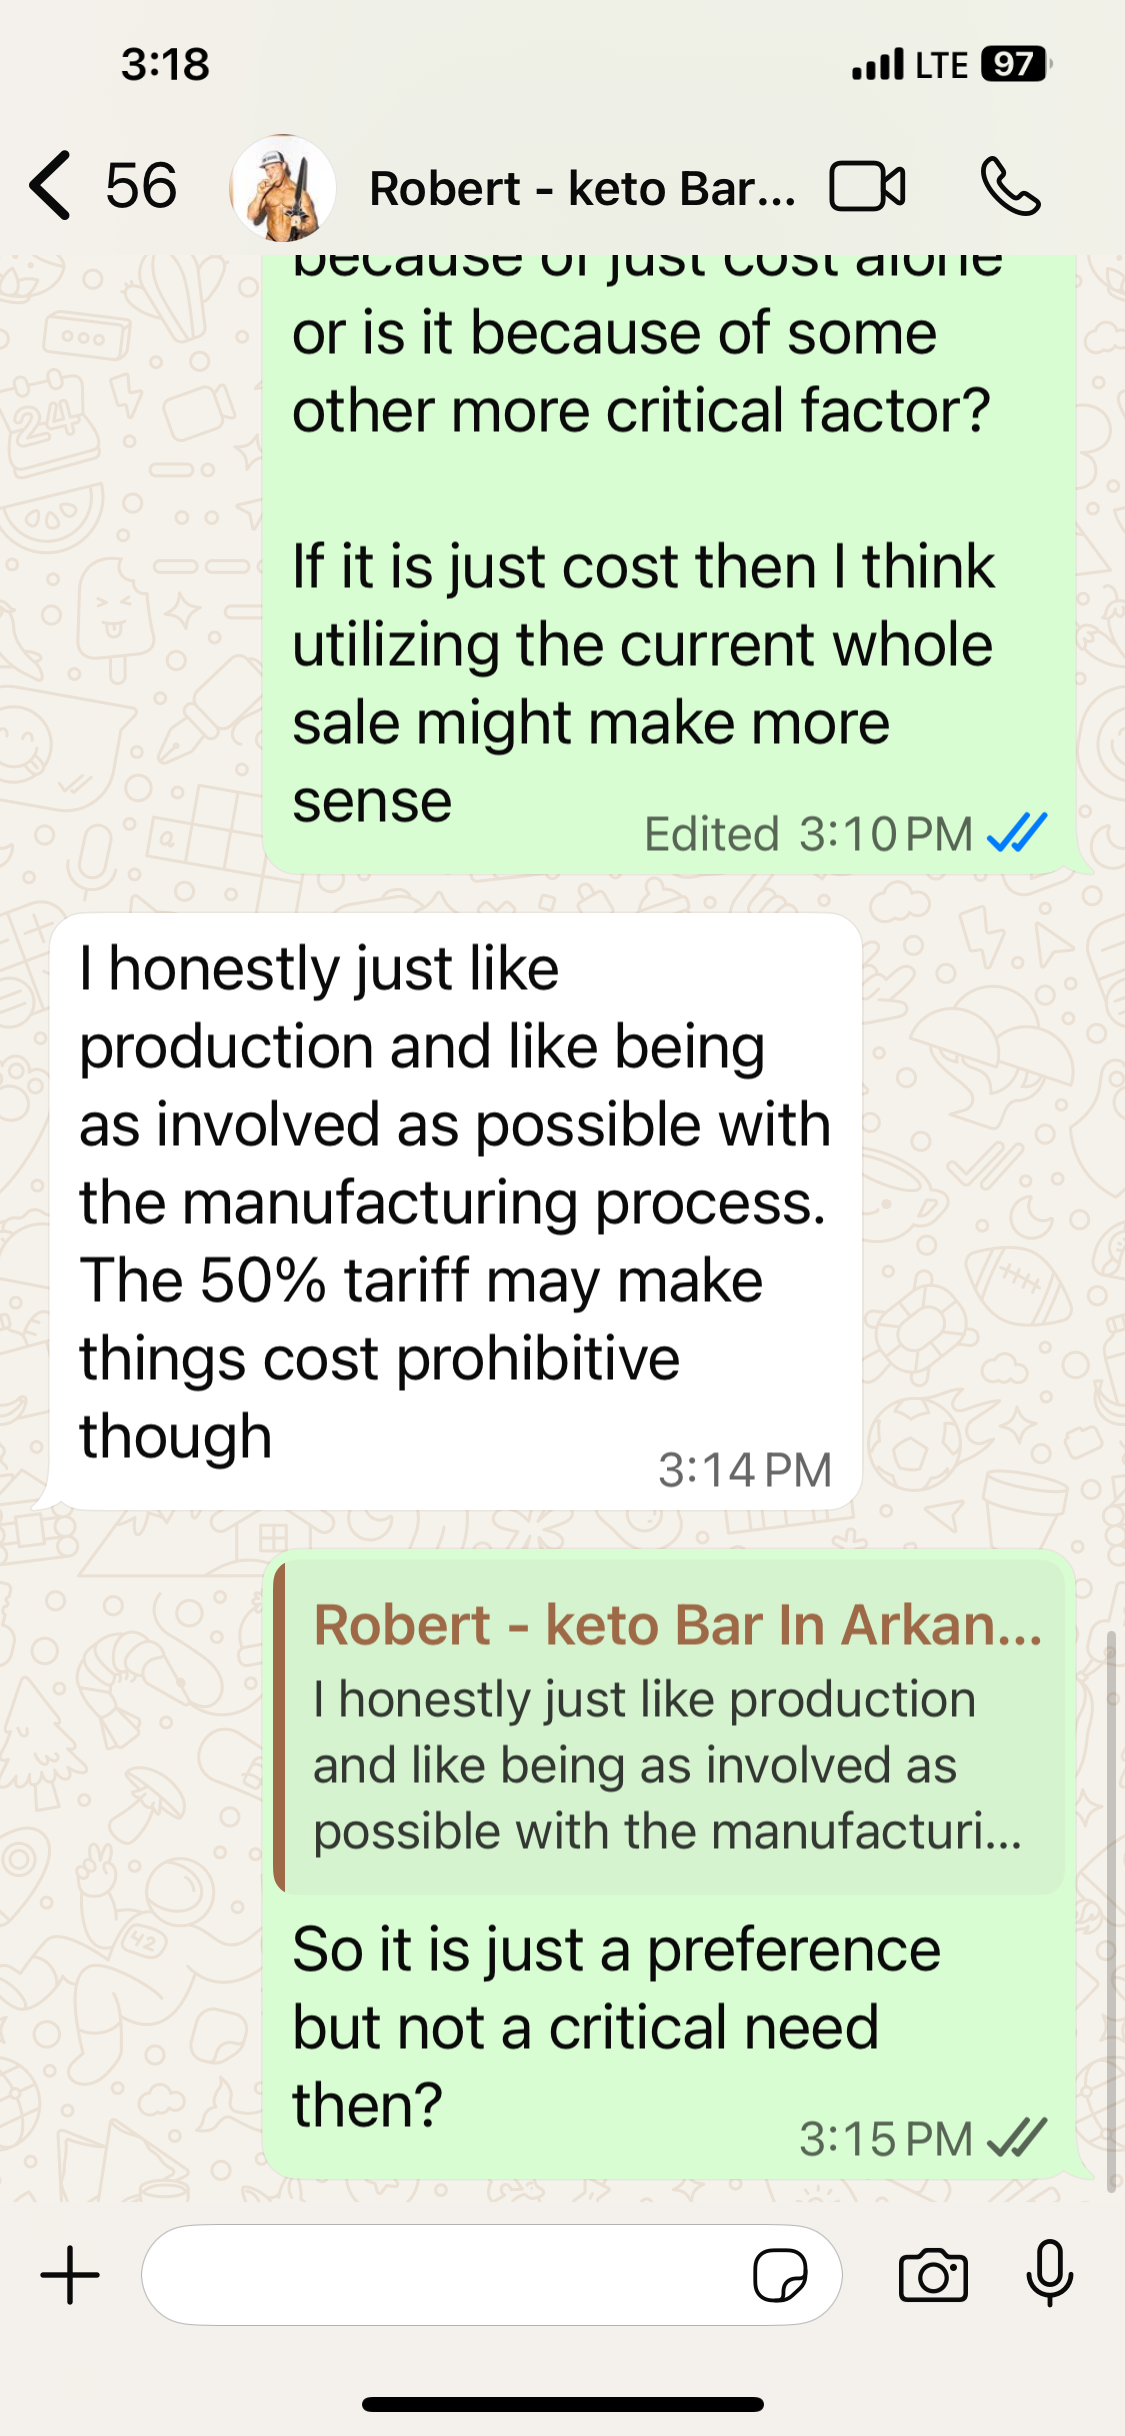 3:18
LTE 97
56
Robert - keto Bar...
because of just cost alone
or is it because of some
other more critical factor?
If it is just cost then I think
utilizing the current whole
sale might make more
sense
Edited 3:10 PM
I honestly just like
production and like being
as involved as possible with
the manufacturing process.
The 50% tariff may make
things cost prohibitive
though
3:14 PM
Robert - keto Bar In Arkan...
I honestly just like production
and like being as involved as
possible with the manufacturi...
So it is just a preference
but not a critical need
then?
3:15 PM